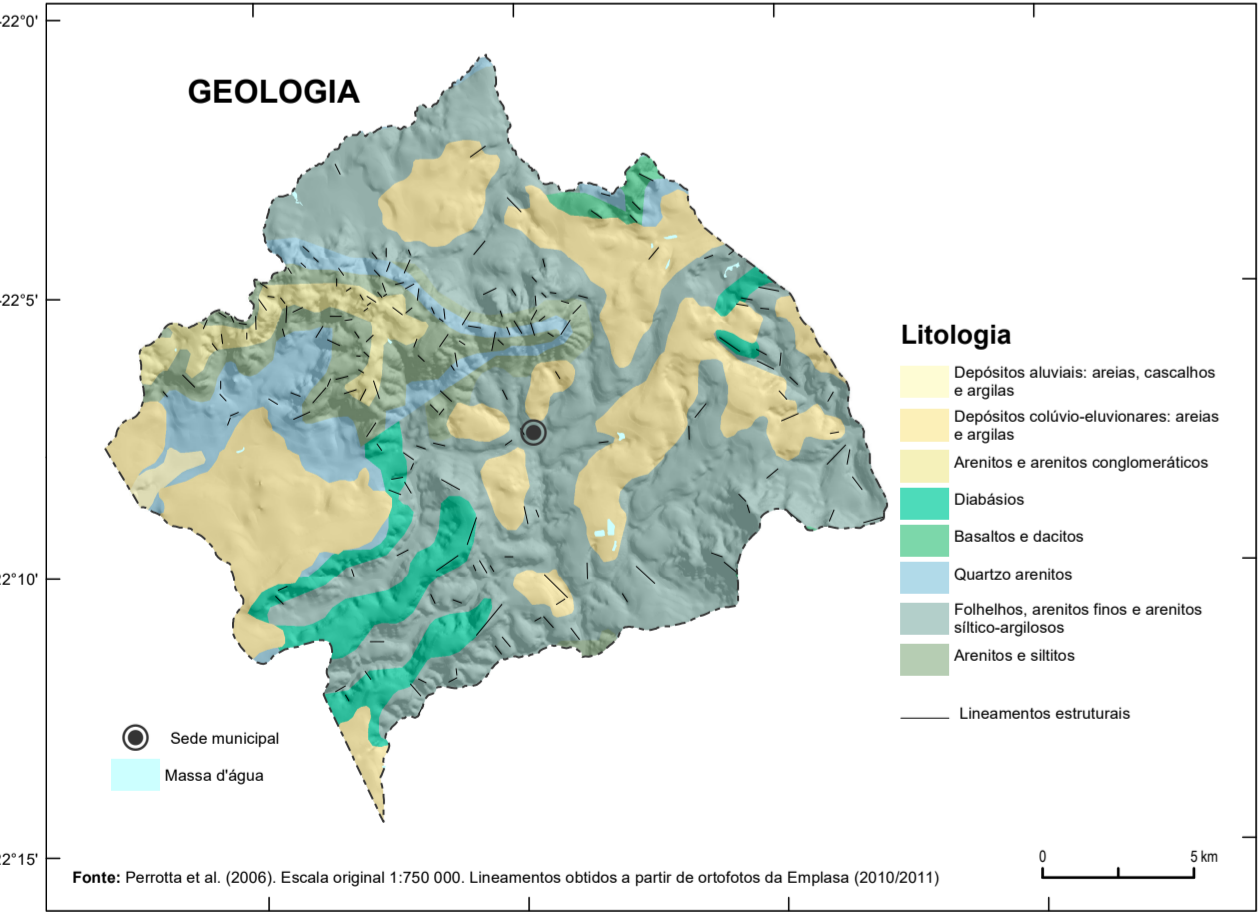 -22°0'
GEOLOGIA
-22°5'
Litologia
Depósitos aluviais: areias, cascalhos
e argilas
Depósitos colúvio-eluvionares: areias
e argilas
Arenitos e arenitos conglomeráticos
Diabásios
Basaltos e dacitos
Quartzo arenitos
22°10'
Folhelhos, arenitos finos e arenitos
síltico-argilosos
Arenitos e siltitos
Lineamentos estruturais
Sede municipal
Massa d'água
22°15'
0 5 km
Fonte: Perrotta et al. (2006). Escala original 1:750 000. Lineamentos obtidos a partir de ortofotos da Emplasa (2010/2011)